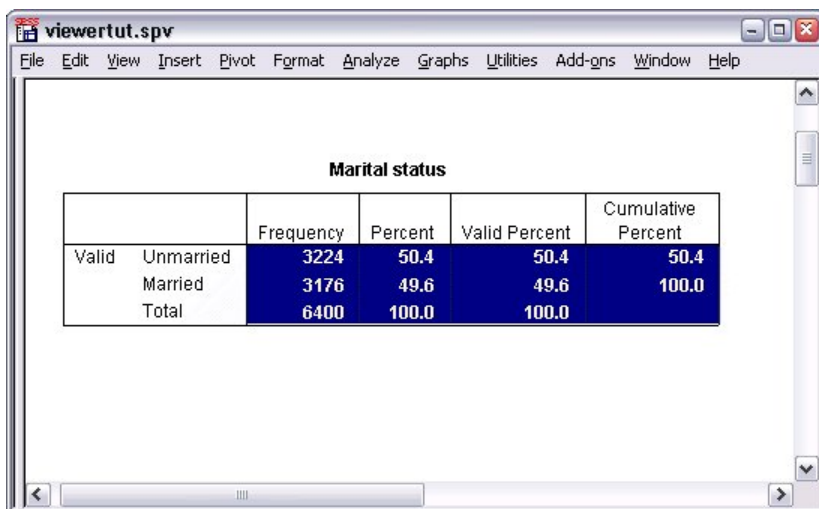 viewertut.spv
File Edit View Insert Pivot Format Analyze Graphs Utilities Add-ons Window Help
Marital status
Frequency Percent Valid Percent Cumulative Percent
Valid Unmarried 3224 50.4 50.4 50.4
Married 3176 49.6 49.6 100.0
Total 6400 100.0 100.0